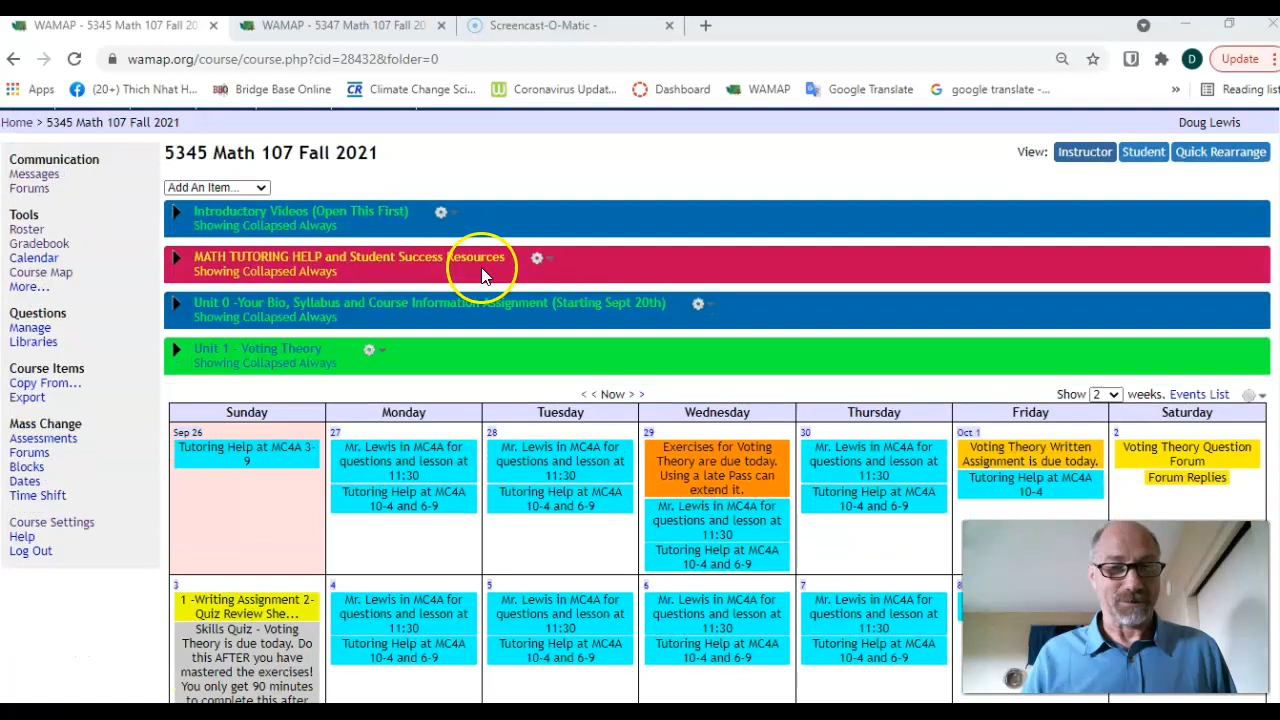 WAMAP - 5345 Math 107 Fall 20
WAMAP - 5347 Math 107 Fall 20
Screencast-O-Matic -
wamap.org/course/course.php?cid=28432&folder=0
D
Update
Apps
(20+) Thich Nhat H...
BBO
Bridge Base Online
CR
Climate Change Sci...
Coronavirus Updat...
Dashboard
WAMAP
Google Translate
google translate -...
»
Reading list
Home > 5345 Math 107 Fall 2021
Doug Lewis
Communication
Messages
Forums
Tools
Roster
Gradebook
Calendar
Course Map
More...
Questions
Manage
Libraries
Course Items
Copy From...
Export
Mass Change
Assessments
Forums
Blocks
Dates
Time Shift
Course Settings
Help
Log Out
5345 Math 107 Fall 2021
View: Instructor Student Quick Rearrange
Add An Item...
Introductory Videos (Open This First)
Showing Collapsed Always
MATH TUTORING HELP and Student Success Resources
Showing Collapsed Always
Unit 0 -Your Bio, Syllabus and Course Information Assignment (Starting Sept 20th)
Showing Collapsed Always
Unit 1 - Voting Theory
Showing Collapsed Always
< < Now > >
Show 2 weeks. Events List
Sunday
Monday
Tuesday
Wednesday
Thursday
Friday
Saturday
Sep 26
Tutoring Help at MC4A 3-
9
27
Mr. Lewis in MC4A for
questions and lesson at
11:30
Tutoring Help at MC4A
10-4 and 6-9
28
Mr. Lewis in MC4A for
questions and lesson at
11:30
Tutoring Help at MC4A
10-4 and 6-9
29
Exercises for Voting
Theory are due today.
Using a late Pass can
extend it.
Mr. Lewis in MC4A for
questions and lesson at
11:30
Tutoring Help at MC4A
10-4 and 6-9
30
Mr. Lewis in MC4A for
questions and lesson at
11:30
Tutoring Help at MC4A
10-4 and 6-9
Oct 1
Voting Theory Written
Assignment is due today.
Tutoring Help at MC4A
10-4
2
Voting Theory Question
Forum
Forum Replies
3
1 -Writing Assignment 2-
Quiz Review She...
Skills Quiz - Voting
Theory is due today. Do
this AFTER you have
mastered the exercises!
You only get 90 minutes
to complete this after
4
Mr. Lewis in MC4A for
questions and lesson at
11:30
Tutoring Help at MC4A
10-4 and 6-9
5
Mr. Lewis in MC4A for
questions and lesson at
11:30
Tutoring Help at MC4A
10-4 and 6-9
6
Mr. Lewis in MC4A for
questions and lesson at
11:30
Tutoring Help at MC4A
10-4 and 6-9
7
Mr. Lewis in MC4A for
questions and lesson at
11:30
Tutoring Help at MC4A
10-4 and 6-9
8